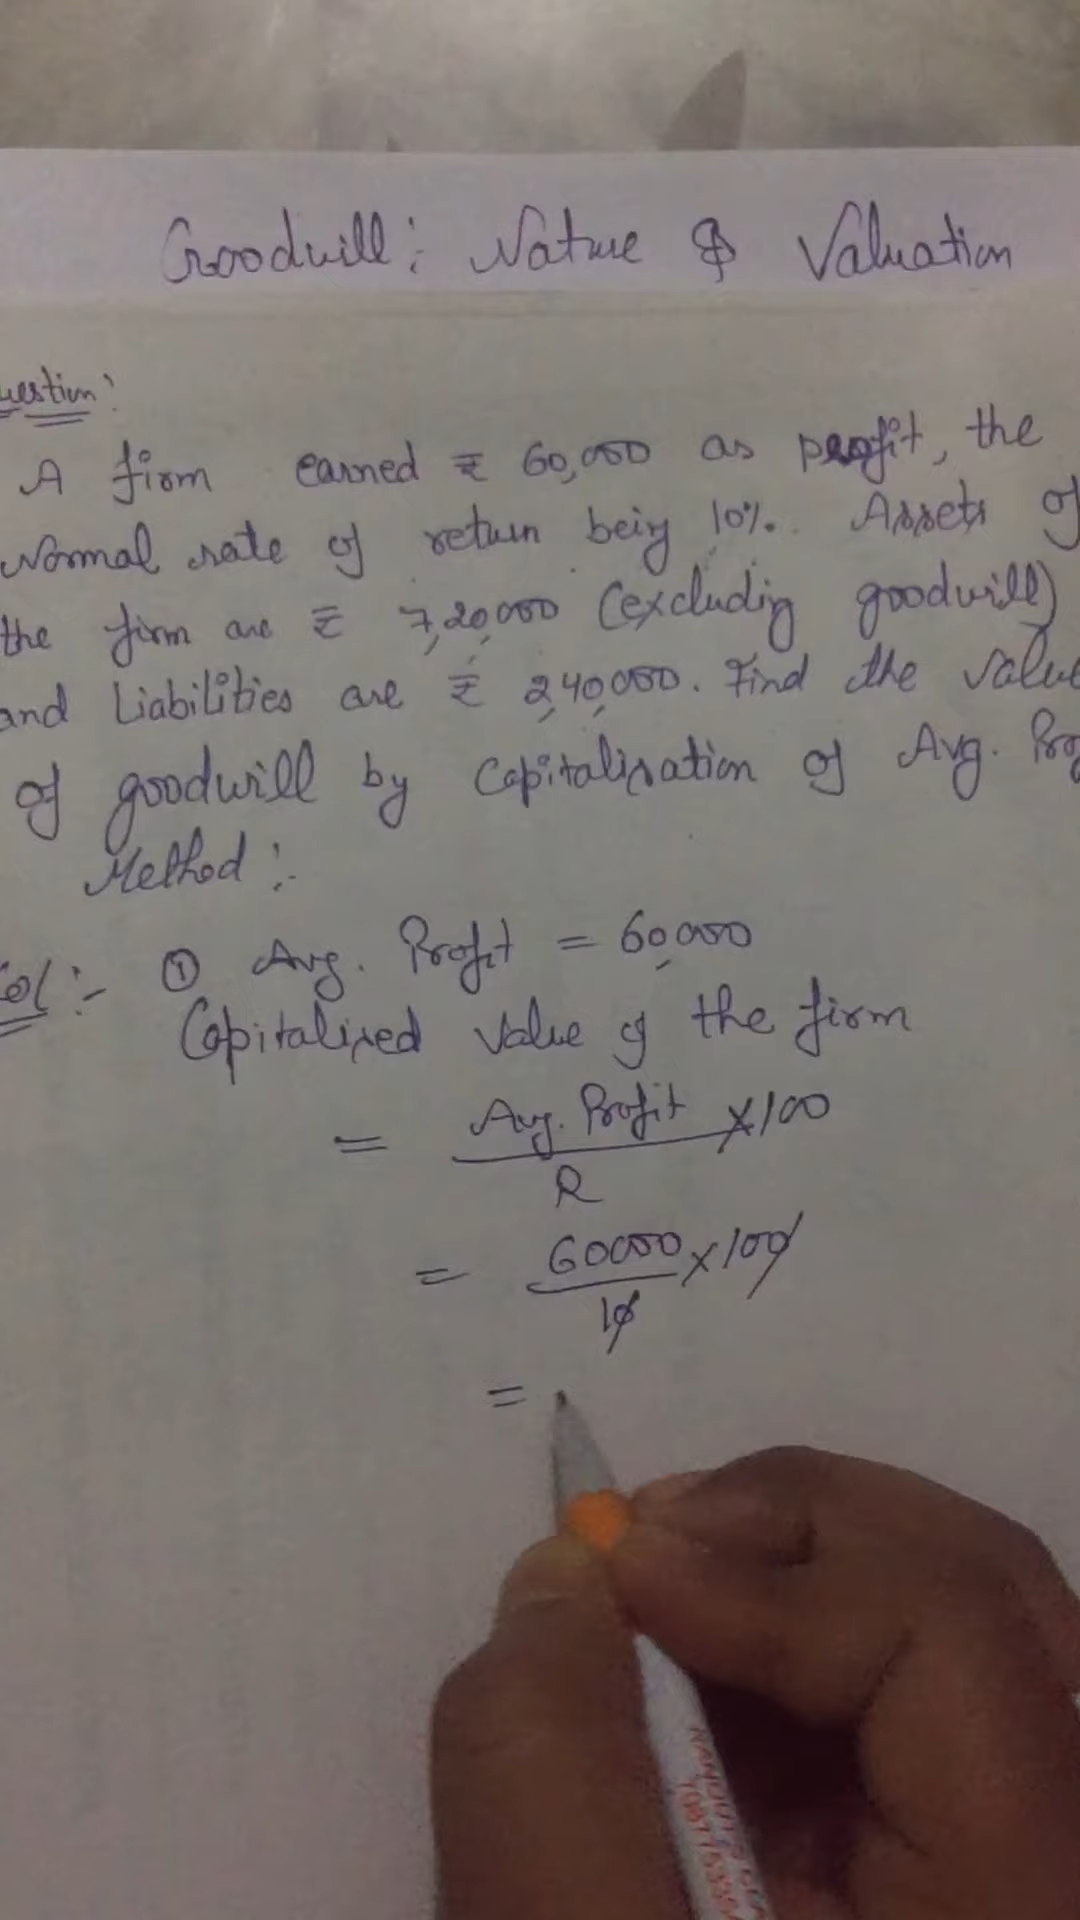 Goodwill: Nature & Valuation
uestion:
A firm earned ₹ 60,000 as profit, the
Normal rate of return being 10%. Assets of
the firm are ₹ 7,20,000 (excluding goodwill)
and Liabilities are ₹ 2,40,000. Find the value
of goodwill by Capitalisation of Avg. Prof
Method :-
Sol :- ① Avg. Profit = 60,000
Capitalised Value of the firm
= Avg. Profit / R × 100
= 60000 / 10 × 100
=